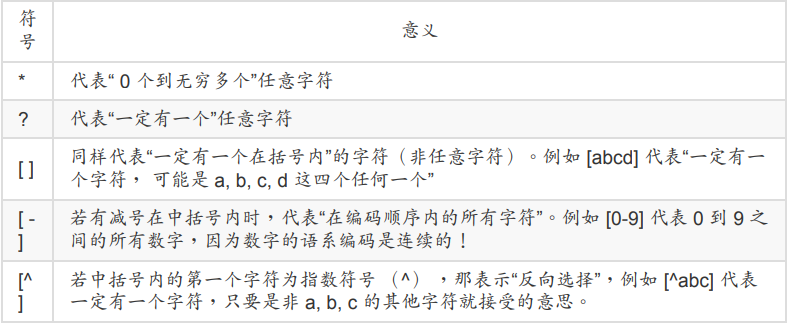 符
号
意义
*
代表“ 0 个到无穷多个”任意字符
?
代表“一定有一个”任意字符
[ ]
同样代表“一定有一个在括号内”的字符（非任意字符）。例如 [abcd] 代表“一定有一
个字符， 可能是 a, b, c, d 这四个任何一个”
[ -
]
若有减号在中括号内时，代表“在编码顺序内的所有字符”。例如 [0-9] 代表 0 到 9 之
间的所有数字，因为数字的语系编码是连续的！
[^
]
若中括号内的第一个字符为指数符号 （^） ，那表示“反向选择”，例如 [^abc] 代表
一定有一个字符，只要是非 a, b, c 的其他字符就接受的意思。